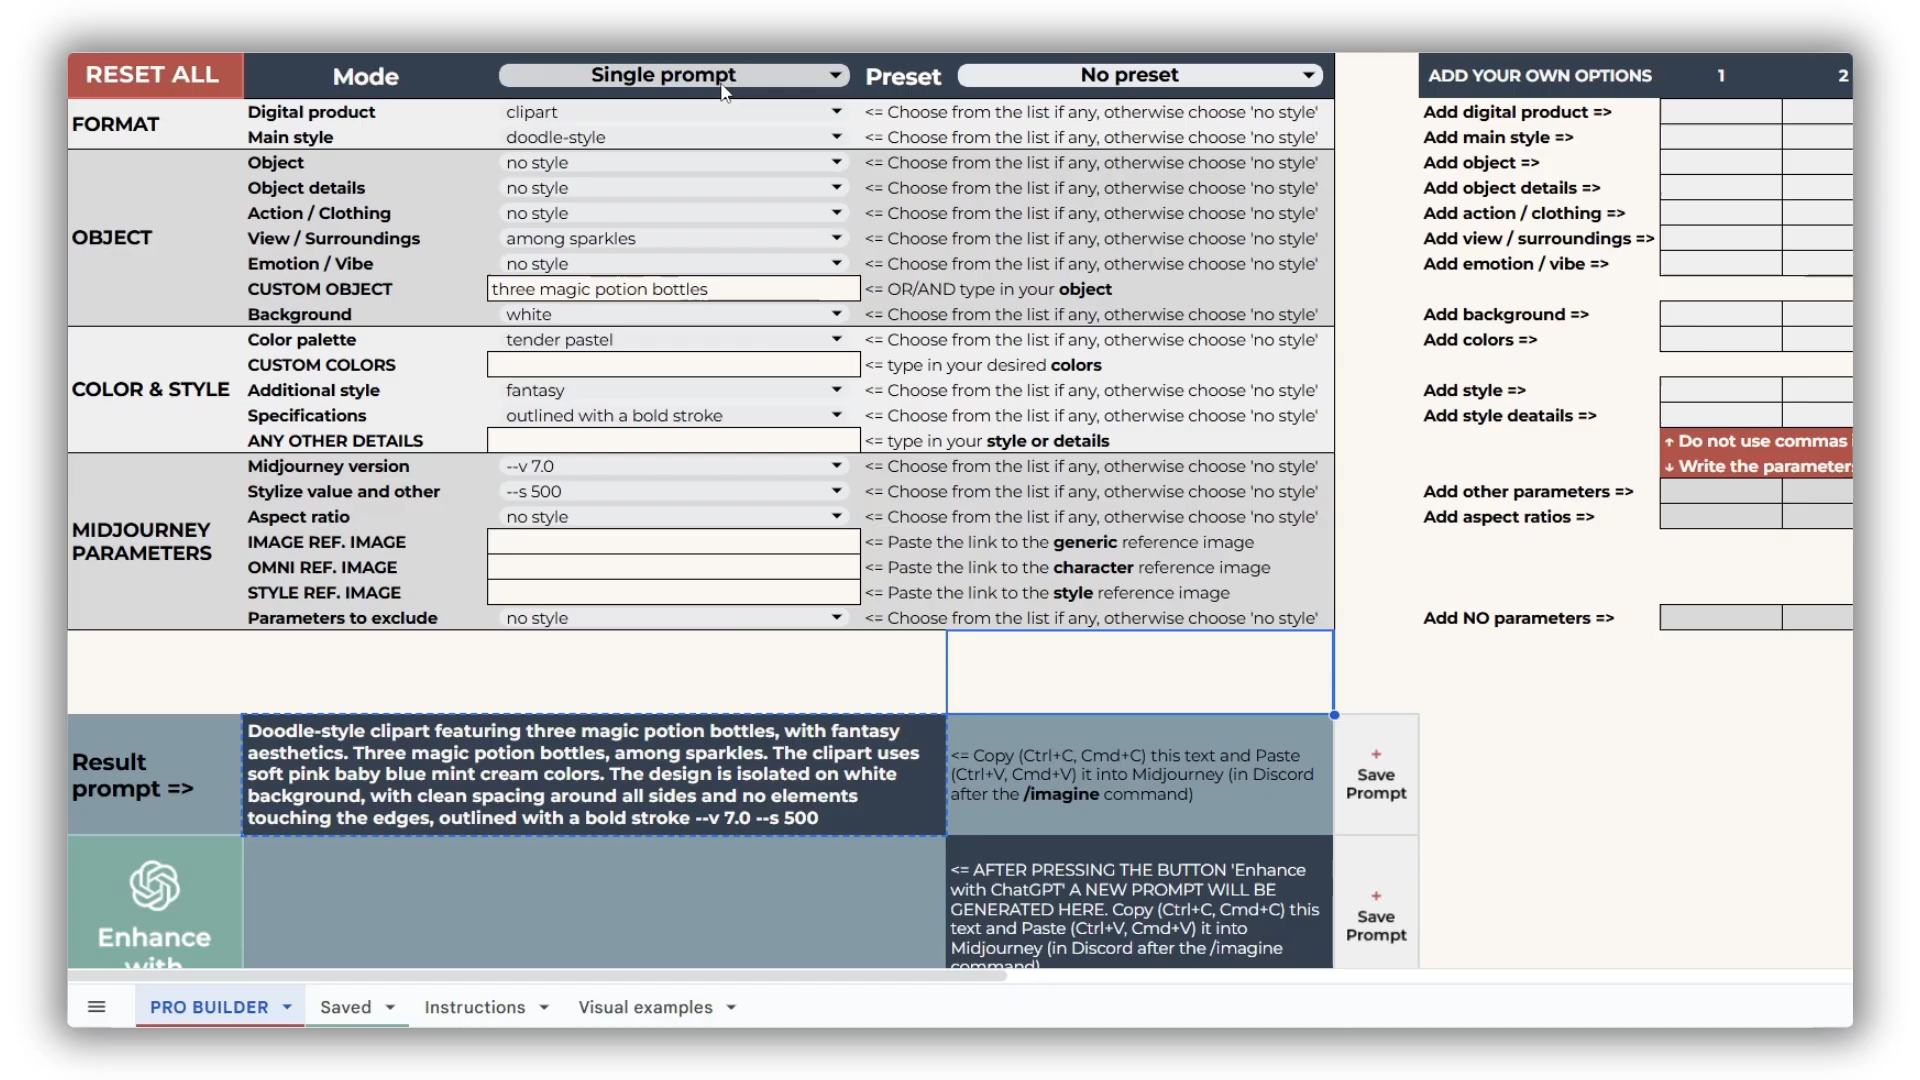 RESET ALL Mode Single prompt Preset No preset ADD YOUR OWN OPTIONS 1 2
FORMAT
Digital product clipart <= Choose from the list if any, otherwise choose 'no style' Add digital product =>
Main style doodle-style <= Choose from the list if any, otherwise choose 'no style' Add main style =>
OBJECT
Object no style <= Choose from the list if any, otherwise choose 'no style' Add object =>
Object details no style <= Choose from the list if any, otherwise choose 'no style' Add object details =>
Action / Clothing no style <= Choose from the list if any, otherwise choose 'no style' Add action / clothing =>
View / Surroundings among sparkles <= Choose from the list if any, otherwise choose 'no style' Add view / surroundings =>
Emotion / Vibe no style <= Choose from the list if any, otherwise choose 'no style' Add emotion / vibe =>
CUSTOM OBJECT three magic potion bottles <= OR/AND type in your object
Background white <= Choose from the list if any, otherwise choose 'no style' Add background =>
COLOR & STYLE
Color palette tender pastel <= Choose from the list if any, otherwise choose 'no style' Add colors =>
CUSTOM COLORS <= type in your desired colors
Additional style fantasy <= Choose from the list if any, otherwise choose 'no style' Add style =>
Specifications outlined with a bold stroke <= Choose from the list if any, otherwise choose 'no style' Add style deatails =>
ANY OTHER DETAILS <= type in your style or details ↑ Do not use commas
MIDJOURNEY
PARAMETERS
Midjourney version --v 7.0 <= Choose from the list if any, otherwise choose 'no style' ↓ Write the parameter
Stylize value and other --s 500 <= Choose from the list if any, otherwise choose 'no style' Add other parameters =>
Aspect ratio no style <= Choose from the list if any, otherwise choose 'no style' Add aspect ratios =>
IMAGE REF. IMAGE <= Paste the link to the generic reference image
OMNI REF. IMAGE <= Paste the link to the character reference image
STYLE REF. IMAGE <= Paste the link to the style reference image
Parameters to exclude no style <= Choose from the list if any, otherwise choose 'no style' Add NO parameters =>
Result
prompt =>
Doodle-style clipart featuring three magic potion bottles, with fantasy
aesthetics. Three magic potion bottles, among sparkles. The clipart uses
soft pink baby blue mint cream colors. The design is isolated on white
background, with clean spacing around all sides and no elements
touching the edges, outlined with a bold stroke --v 7.0 --s 500
<= Copy (Ctrl+C, Cmd+C) this text and Paste
(Ctrl+V, Cmd+V) it into Midjourney (in Discord
after the /imagine command)
+
Save
Prompt
Enhance
with
<= AFTER PRESSING THE BUTTON 'Enhance
with ChatGPT' A NEW PROMPT WILL BE
GENERATED HERE. Copy (Ctrl+C, Cmd+C) this
text and Paste (Ctrl+V, Cmd+V) it into
Midjourney (in Discord after the /imagine
command)
+
Save
Prompt
PRO BUILDER Saved Instructions Visual examples